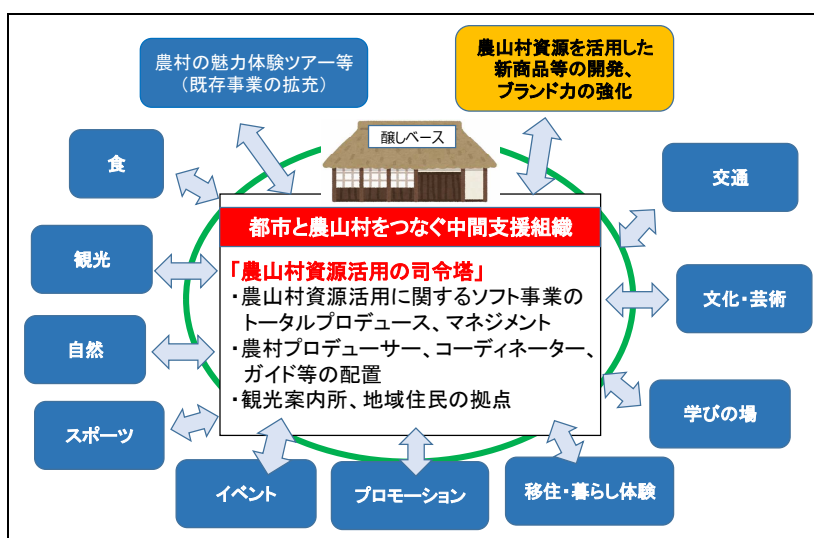 農村の魅力体験ツアー等
（既存事業の拡充）
農山村資源を活用した
新商品等の開発、
ブランド力の強化
醸しベース
食
交通
都市と農山村をつなぐ中間支援組織
観光
「農山村資源活用の司令塔」
・農山村資源活用に関するソフト事業の
トータルプロデュース、マネジメント
・農村プロデューサー、コーディネーター、
ガイド等の配置
・観光案内所、地域住民の拠点
文化・芸術
自然
学びの場
スポーツ
イベント
プロモーション
移住・暮らし体験